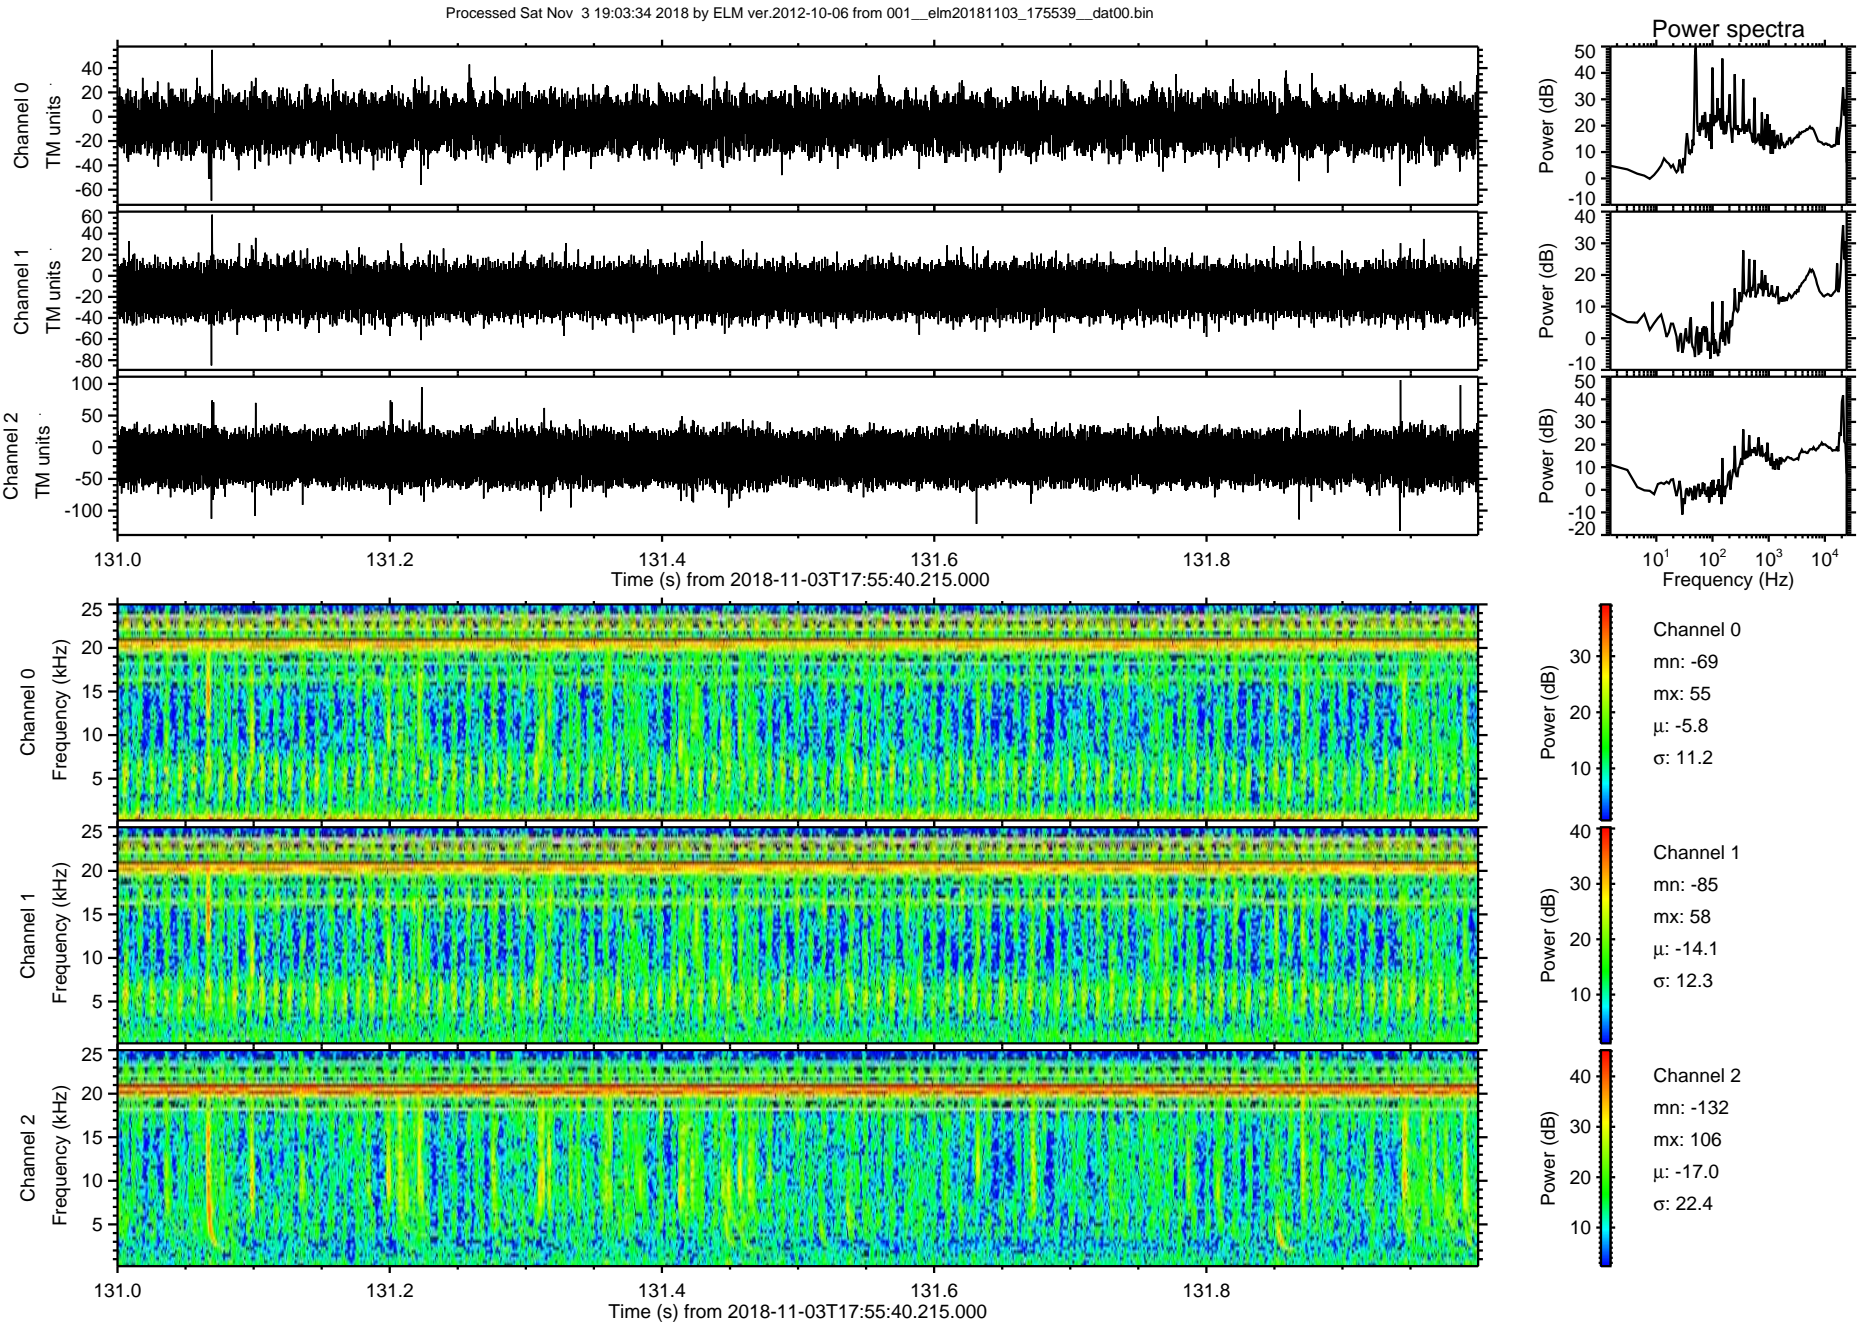 Processed Sat Nov  3 19:03:34 2018 by ELM ver.2012-10-06 from 001__elm20181103_175539__dat00.bin
Power spectra
Channel 0
TM units
40
20
0
-20
-40
-60
Power (dB)
50
40
30
20
10
0
-10
Channel 1
TM units
60
40
20
0
-20
-40
-60
-80
Power (dB)
40
30
20
10
0
-10
Channel 2
TM units
100
50
0
-50
-100
Power (dB)
50
40
30
20
10
0
-10
-20
131.0 131.2 131.4 131.6 131.8
Time (s) from 2018-11-03T17:55:40.215.000
10¹ 10² 10³ 10⁴
Frequency (Hz)
Channel 0
Frequency (kHz)
25
20
15
10
5
Power (dB)
30
20
10
Channel 0
mn: -69
mx: 55
µ: -5.8
σ: 11.2
Channel 1
Frequency (kHz)
25
20
15
10
5
Power (dB)
40
30
20
10
Channel 1
mn: -85
mx: 58
µ: -14.1
σ: 12.3
Channel 2
Frequency (kHz)
25
20
15
10
5
Power (dB)
40
30
20
10
Channel 2
mn: -132
mx: 106
µ: -17.0
σ: 22.4
131.0 131.2 131.4 131.6 131.8
Time (s) from 2018-11-03T17:55:40.215.000